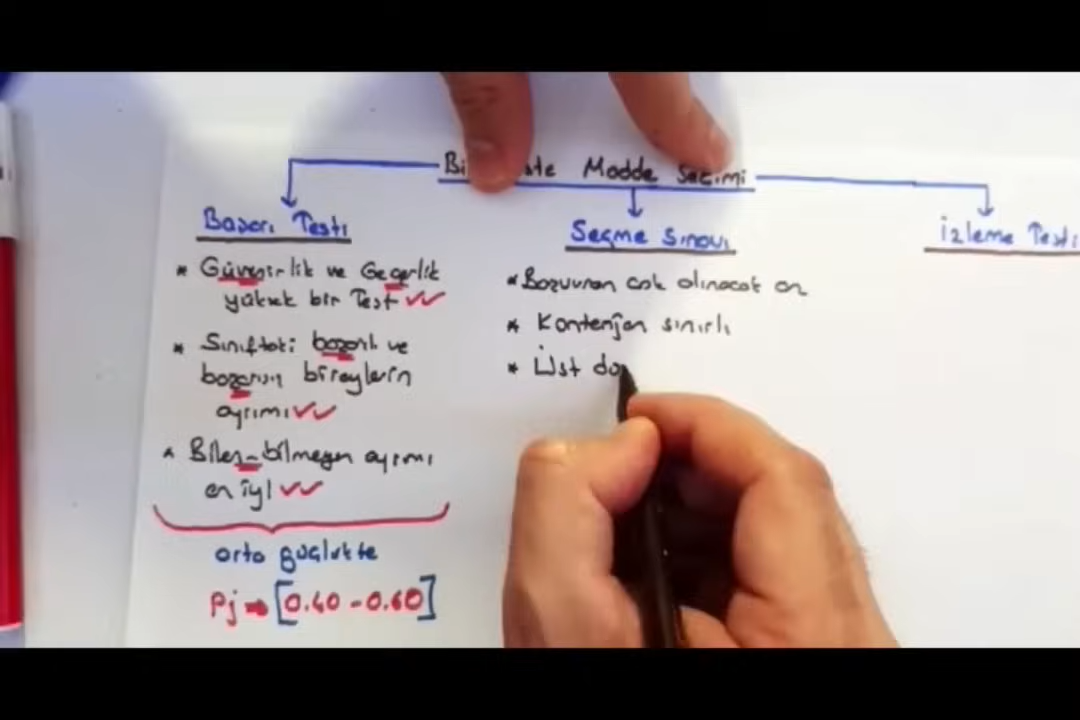 Madde Seçimi
Başarı Testi
* Güvenirlik ve Geçerlik
yüksek bir Test
* Sınıftaki başarılı ve
başarısız bireylerin
ayrımı
* Bilen-bilmeyen ayrımı
en iyi
orta güçlükte
Pj → [0.40 - 0.60]
Seçme Sınavı
* Başvuran çok alınacak az
* Kontenjan sınırlı
* Üst
İzleme Testi